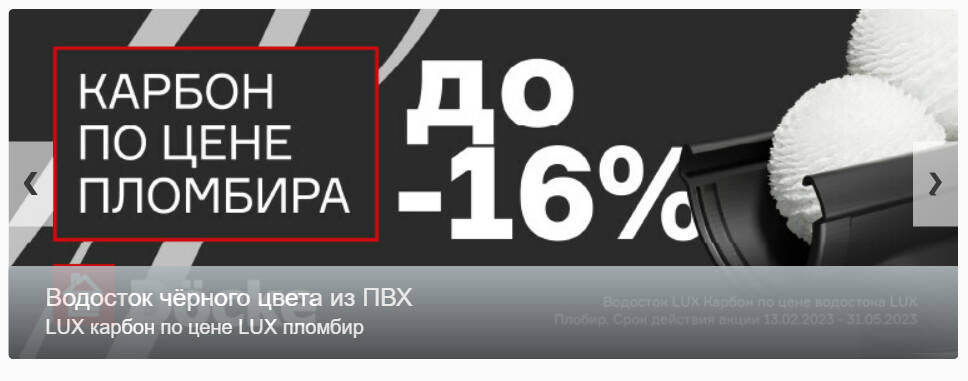 КАРБОН
ПО ЦЕНЕ
ПЛОМБИРА
до
-16%
Döcke
Водосток чёрного цвета из ПВХ
LUX карбон по цене LUX пломбир
Водосток LUX Карбон по цене водостока LUX
Пломбир. Срок действия акции 13.02.2023 - 31.05.2023